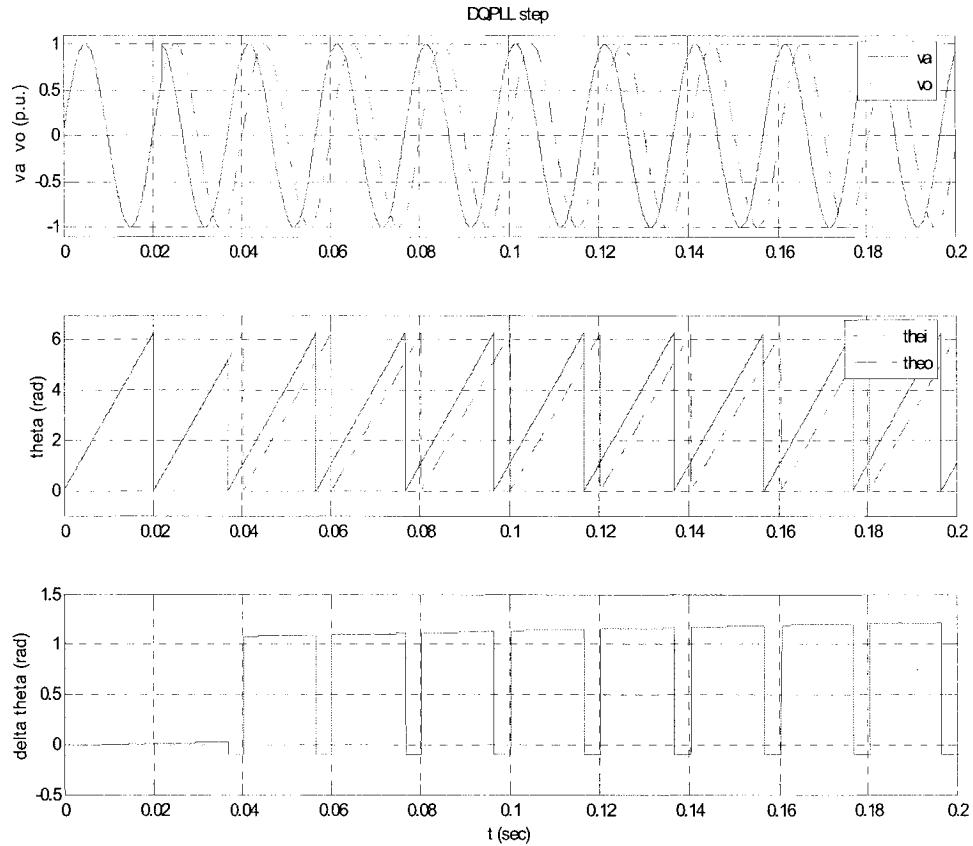 DQPLL step
va vo (p.u.)
1
0.5
0
-0.5
-1
va
vo
0 0.02 0.04 0.06 0.08 0.1 0.12 0.14 0.16 0.18 0.2
theta (rad)
6
4
2
0
thei
theo
0 0.02 0.04 0.06 0.08 0.1 0.12 0.14 0.16 0.18 0.2
delta theta (rad)
1.5
1
0.5
0
-0.5
0 0.02 0.04 0.06 0.08 0.1 0.12 0.14 0.16 0.18 0.2
t (sec)